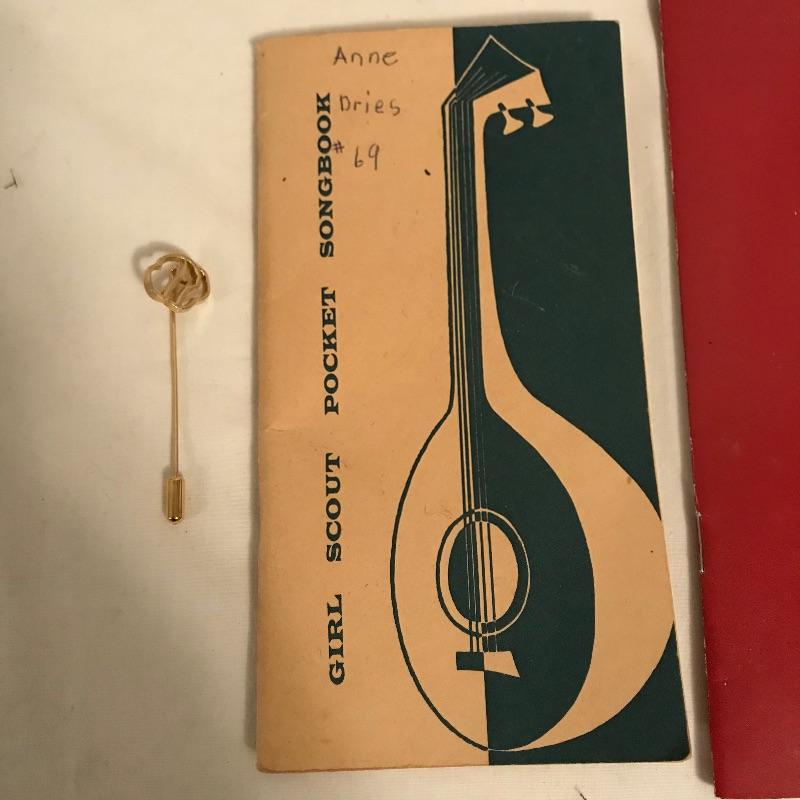 Anne
Dries
# 69
GIRL SCOUT POCKET SONGBOOK